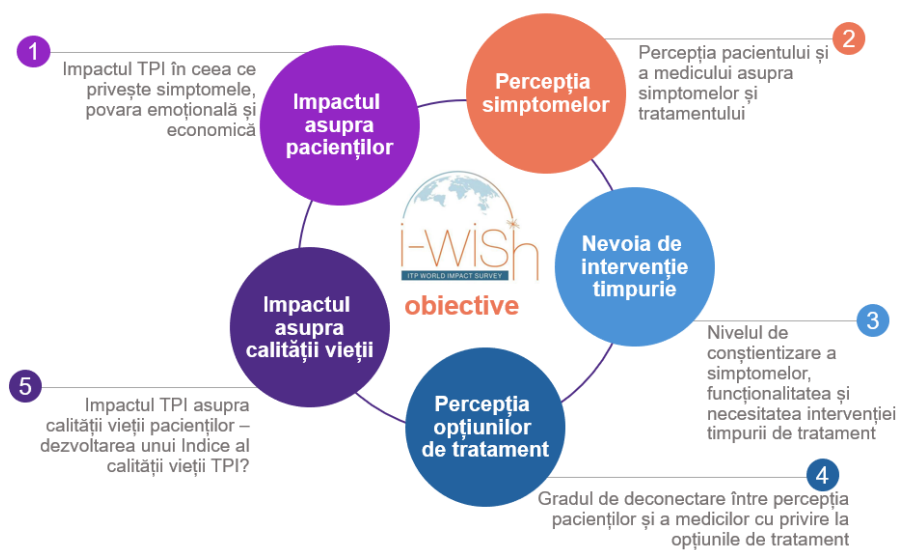 1
Impactul TPI în ceea ce
privește simptomele,
povara emoțională și
economică
Impactul
asupra
pacienților
Percepția
simptomelor
2
Percepția pacientului și
a medicului asupra
simptomelor și
tratamentului
i-wish
ITP WORLD IMPACT SURVEY
obiective
Nevoia de
intervenție
timpurie
3
Nivelul de
conștientizare a
simptomelor,
funcționalitatea și
necesitatea intervenției
timpurii de tratament
Percepția
opțiunilor
de tratament
4
Gradul de deconectare între percepția
pacienților și a medicilor cu privire la
opțiunile de tratament
Impactul
asupra
calității vieții
5
Impactul TPI asupra
calității vieții pacienților –
dezvoltarea unui Indice al
calității vieții TPI?